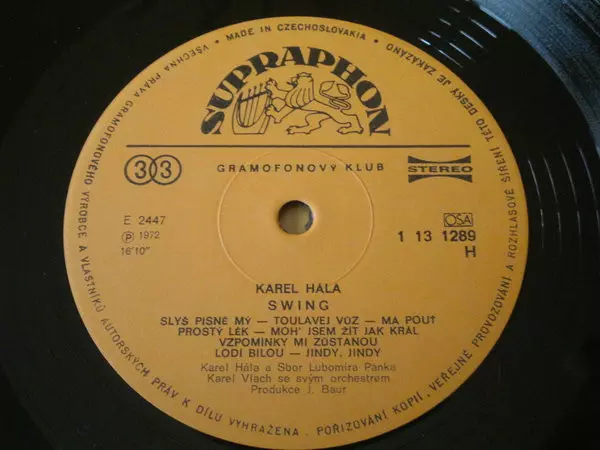 VŠECHNA PRÁVA GRAMOFONOVÉHO VÝROBCE A VLASTNÍKŮ AUTORSKÝCH PRÁV K DÍLU VYHRAŽENA. POŘIZOVÁNÍ KOPIÍ, VEŘEJNÉ PROVOZOVÁNÍ A ROZHLASOVÉ ŠÍŘENÍ TÉTO DESKY JE ZAKÁZÁNO • MADE IN CZECHOSLOVAKIA •
SUPRAPHON
33
GRAMOFONOVÝ KLUB
STEREO
E 2447
Ⓟ 1972
16'10"
OSA
1 13 1289
H
KAREL HÁLA
SWING
SLYŠ PÍSNĚ MÝ — TOULAVEJ VŮZ — MA POUŤ
PROSTÝ LÉK — MOH' JSEM ŽÍT JAK KRÁL
VZPOMÍNKY MI ZŮSTANOU
LODÍ BÍLOU — JINDY, JINDY
Karel Hála a Sbor Lubomíra Pánka
Karel Vlach se svým orchestrem
Produkce J. Baur